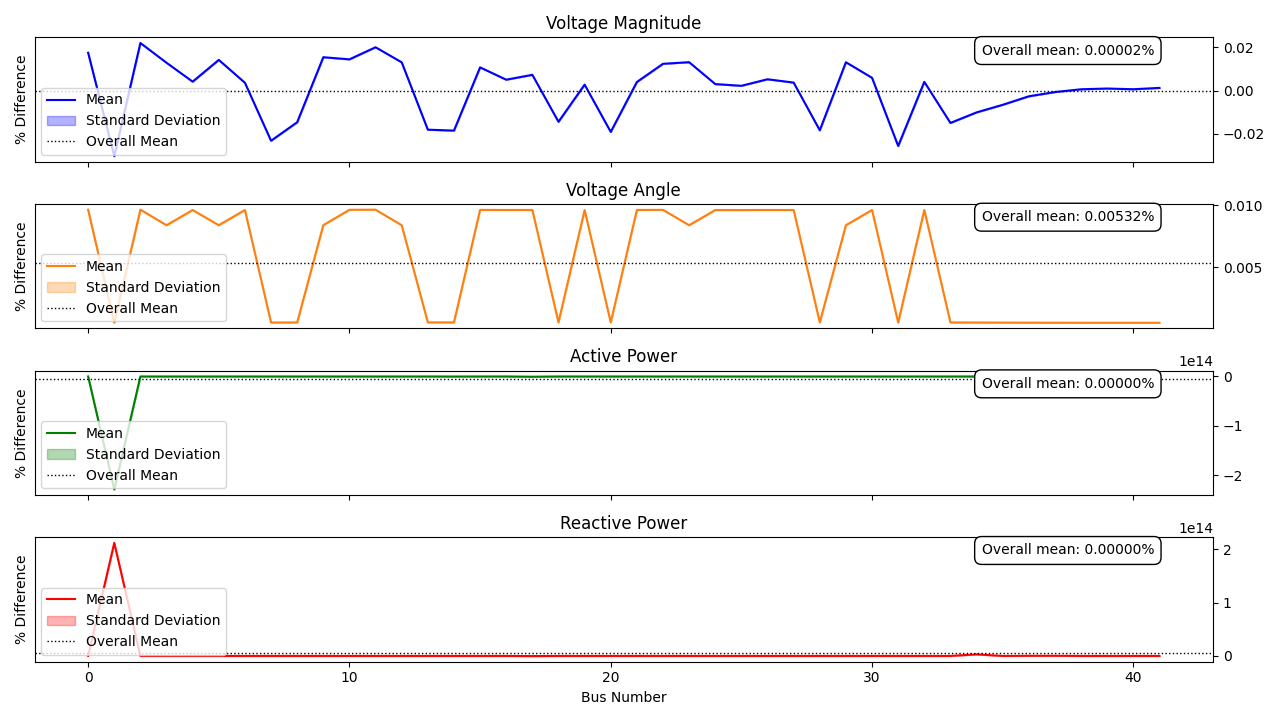 Voltage Magnitude
% Difference
Overall mean: 0.00002%
0.02
0.00
−0.02
Mean
Standard Deviation
Overall Mean
Voltage Angle
% Difference
Overall mean: 0.00532%
0.010
0.005
Mean
Standard Deviation
Overall Mean
Active Power
1e14
% Difference
Overall mean: 0.00000%
0
−1
−2
Mean
Standard Deviation
Overall Mean
Reactive Power
1e14
% Difference
Overall mean: 0.00000%
2
1
0
Mean
Standard Deviation
Overall Mean
0 10 20 30 40
Bus Number